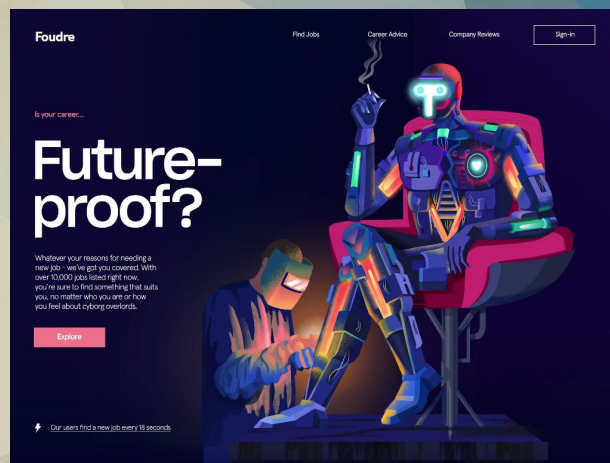 Foudre
Find Jobs
Career Advice
Company Reviews
Sign-in
Is your career...
Future-
proof?
Whatever your reasons for needing a
new job - we've got you covered. With
over 10,000 jobs listed right now,
you're sure to find something that suits
you, no matter who you are or how
you feel about cyborg overlords.
Explore
Our users find a new job every 18 seconds